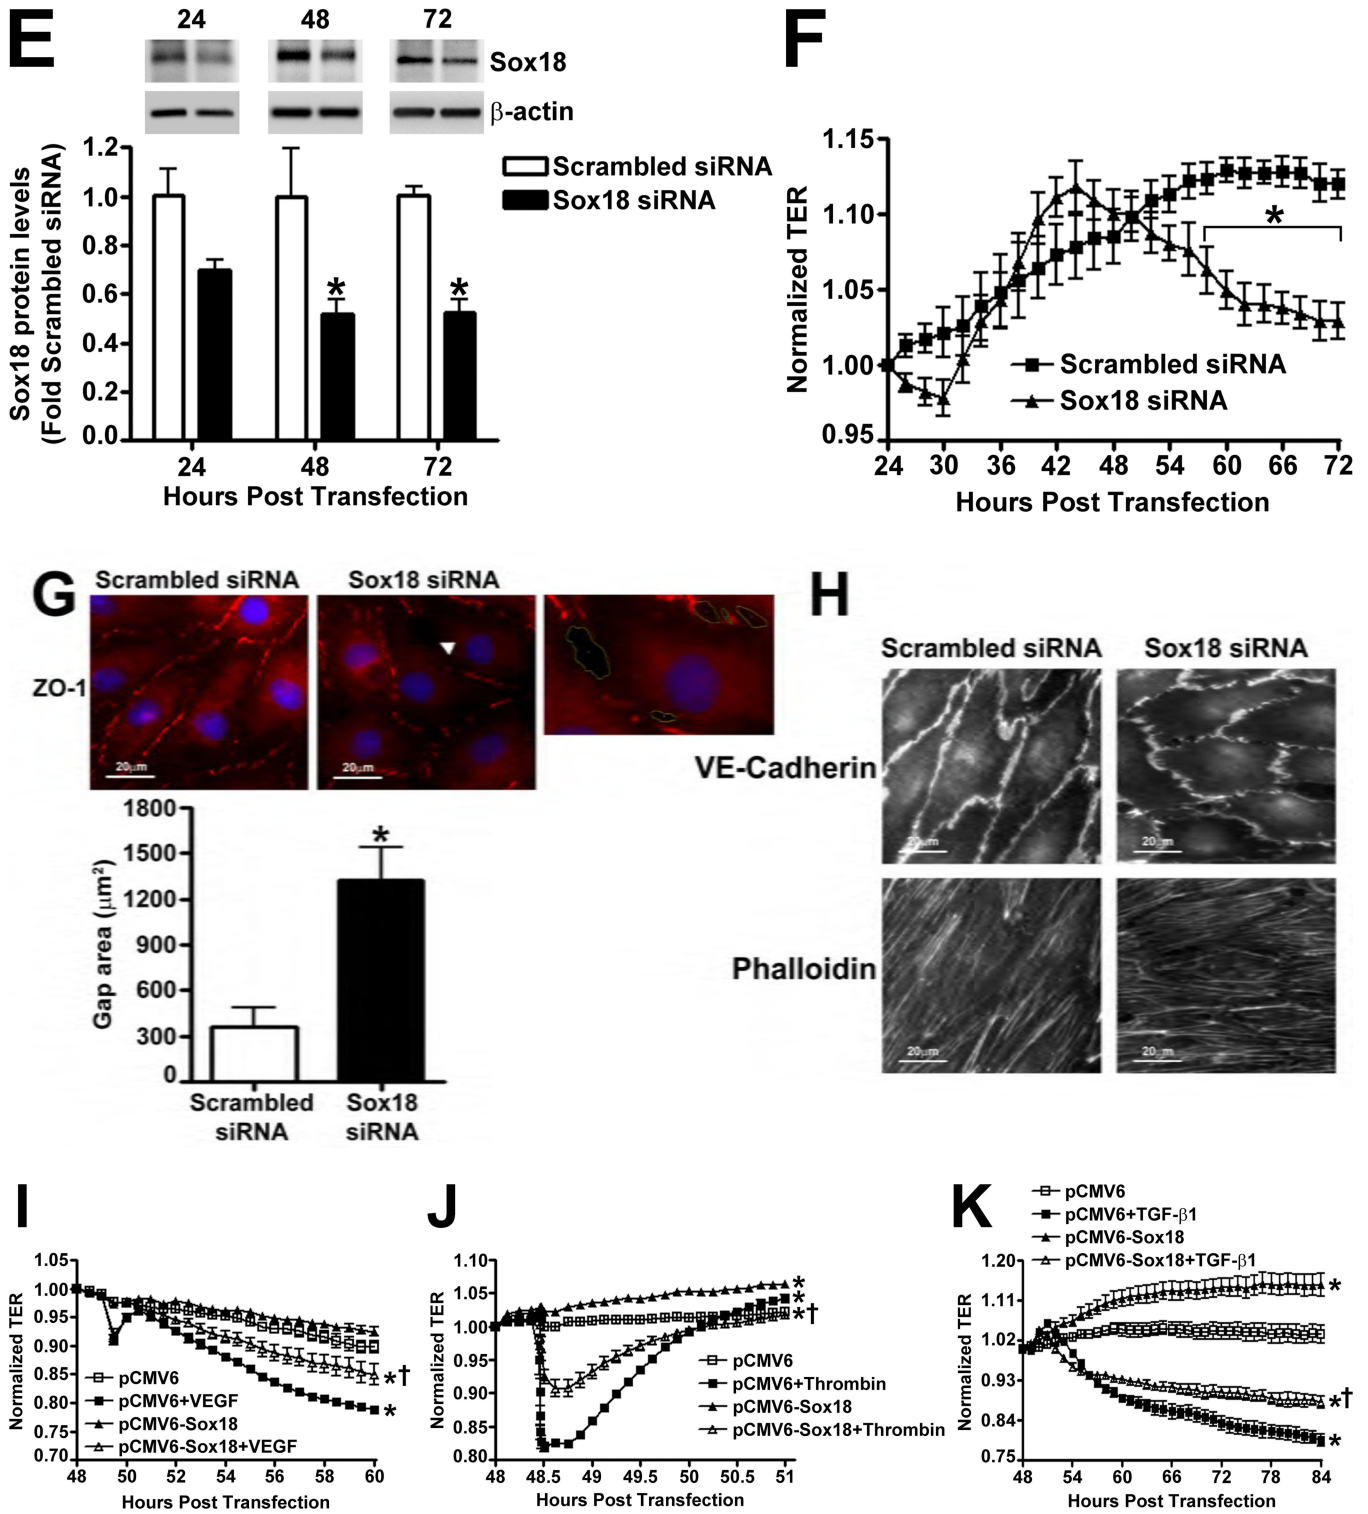 E
24 48 72
Sox18
β-actin
Sox18 protein levels
(Fold Scrambled siRNA)
1.2
1.0
0.8
0.6
0.4
0.2
0.0
Scrambled siRNA
Sox18 siRNA
* *
24 48 72
Hours Post Transfection
F
Normalized TER
1.15
1.10
1.05
1.00
0.95
*
Scrambled siRNA
Sox18 siRNA
24 30 36 42 48 54 60 66 72
Hours Post Transfection
G
Scrambled siRNA Sox18 siRNA
ZO-1
20μm 20μm
Gap area (μm²)
1800
1500
1200
900
600
300
0
*
Scrambled
siRNA
Sox18
siRNA
H
Scrambled siRNA Sox18 siRNA
VE-Cadherin
20μm 20μm
Phalloidin
20μm 20μm
I
Normalized TER
1.05
1.00
0.95
0.90
0.85
0.80
0.75
0.70
pCMV6
pCMV6+VEGF
pCMV6-Sox18
pCMV6-Sox18+VEGF
*†
*
48 50 52 54 56 58 60
Hours Post Transfection
J
Normalized TER
1.10
1.05
1.00
0.95
0.90
0.85
0.80
*
*
*†
pCMV6
pCMV6+Thrombin
pCMV6-Sox18
pCMV6-Sox18+Thrombin
48 48.5 49 49.5 50 50.5 51
Hours Post Transfection
K
pCMV6
pCMV6+TGF-β1
pCMV6-Sox18
pCMV6-Sox18+TGF-β1
Normalized TER
1.20
1.11
1.02
0.93
0.84
0.75
*
*†
*
48 54 60 66 72 78 84
Hours Post Transfection